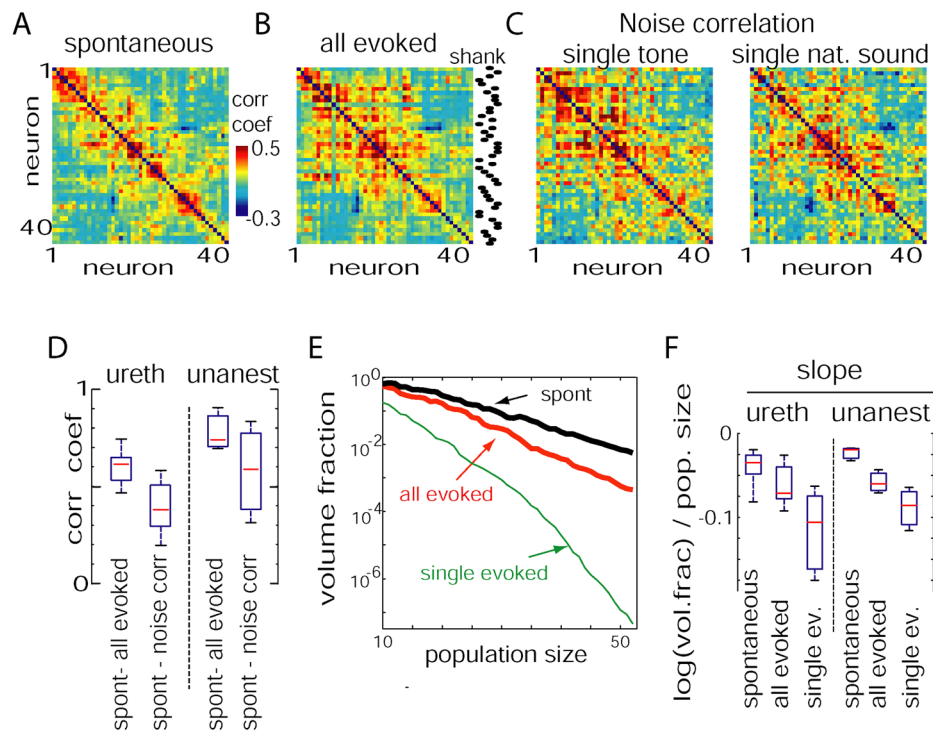 A
spontaneous
1
neuron
40
1
40
neuron
corr
coef
0.5
-0.3
B
all evoked
shank
1
40
neuron
C
Noise correlation
single tone
single nat. sound
1
40
neuron
1
40
neuron
D
ureth
unanest
1
corr coef
0
spont- all evoked
spont - noise corr
spont- all evoked
spont - noise corr
E
10^0
10^-2
10^-4
10^-6
volume fraction
spont
all evoked
single evoked
10
50
population size
F
slope
ureth
unanest
0
-0.1
log(vol.frac) / pop. size
spontaneous
all evoked
single ev.
spontaneous
all evoked
single ev.